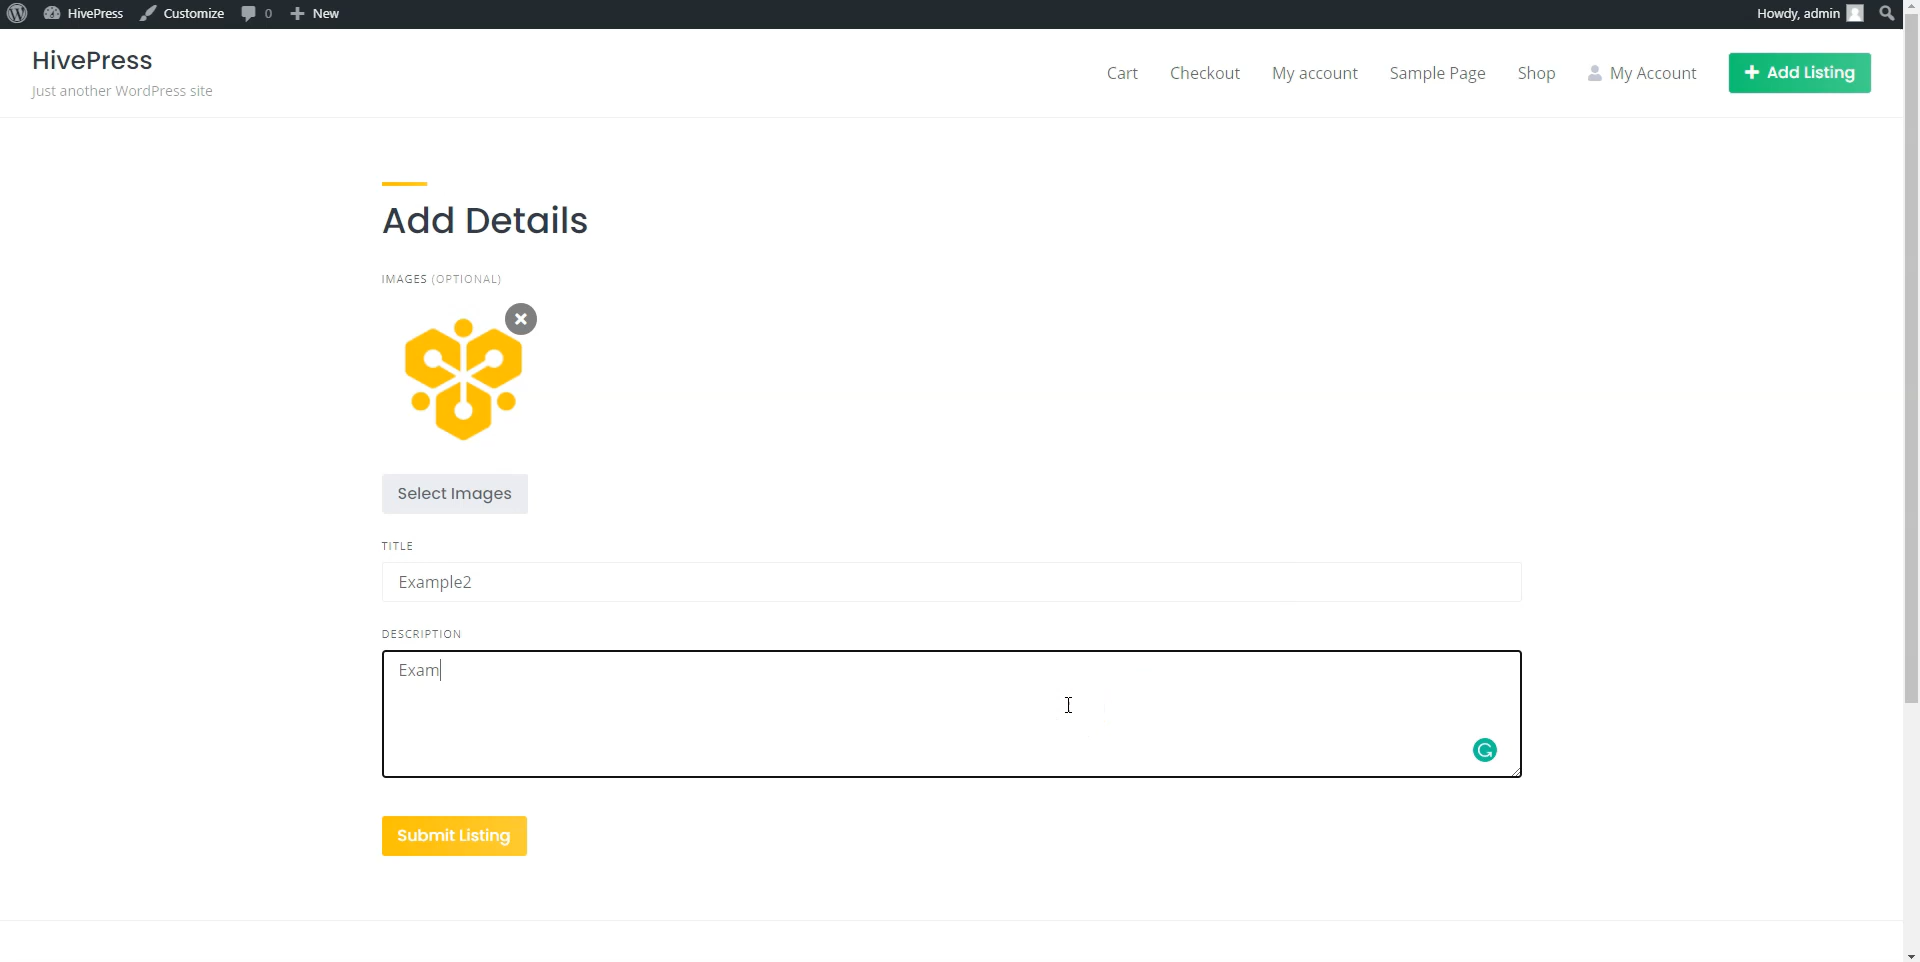 HivePress Customize 0 New Howdy, admin
HivePress
Just another WordPress site
Cart Checkout My account Sample Page Shop My Account Add Listing
Add Details
IMAGES (OPTIONAL)
Select Images
TITLE
Example2
DESCRIPTION
Exam
Submit Listing